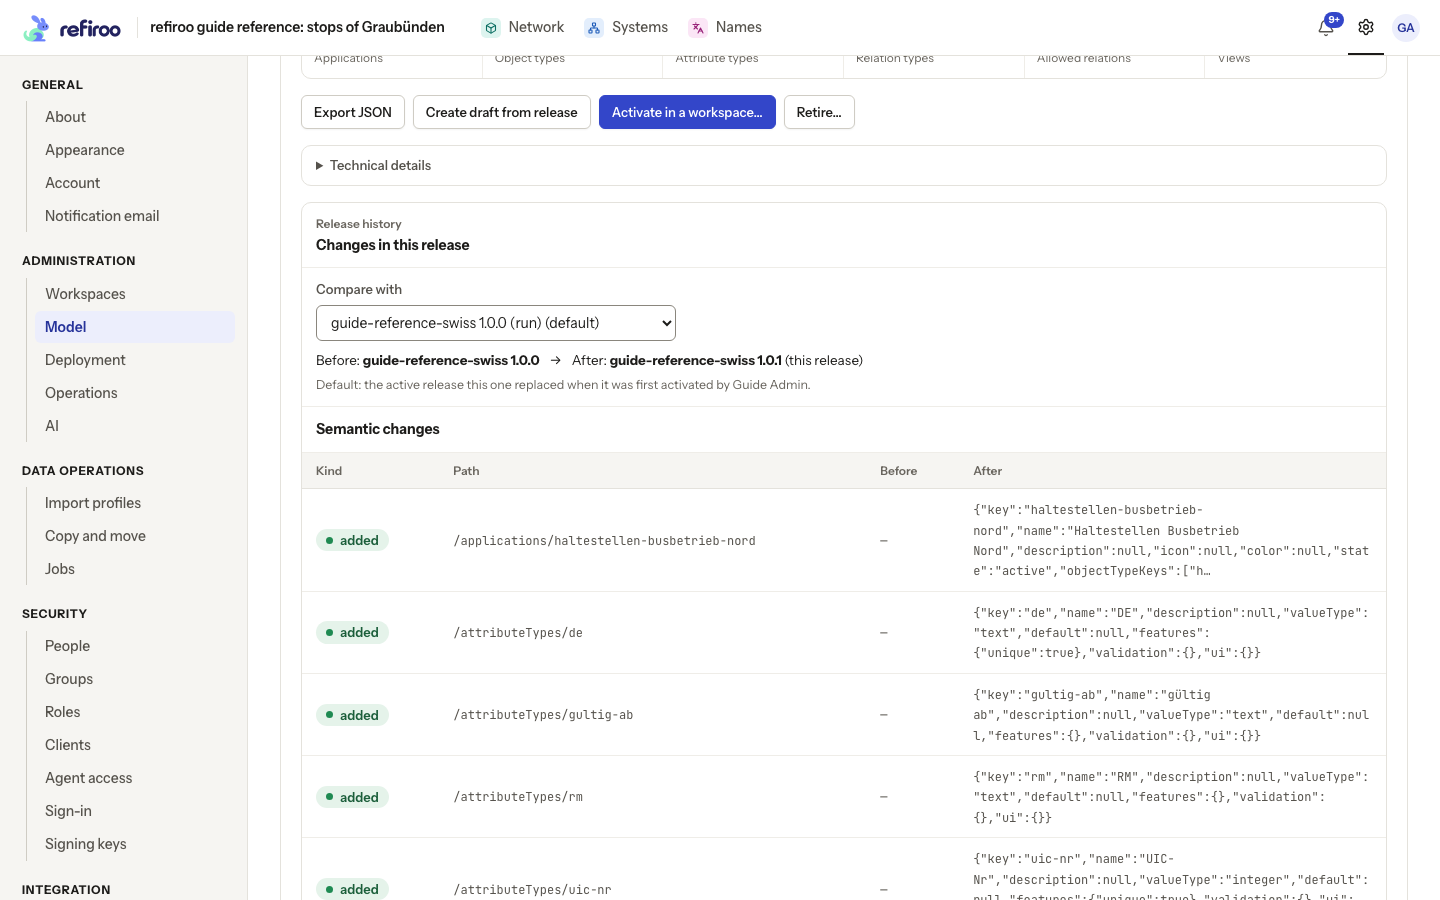 refiroo
refiroo guide reference: stops of Graubünden
Network
Systems
Names
9+
GA
GENERAL
About
Appearance
Account
Notification email
ADMINISTRATION
Workspaces
Model
Deployment
Operations
AI
DATA OPERATIONS
Import profiles
Copy and move
Jobs
SECURITY
People
Groups
Roles
Clients
Agent access
Sign-in
Signing keys
INTEGRATION
Applications
Object types
Attribute types
Relation types
Allowed relations
Views
Export JSON
Create draft from release
Activate in a workspace...
Retire...
Technical details
Release history
Changes in this release
Compare with
guide-reference-swiss 1.0.0 (run) (default)
Before: guide-reference-swiss 1.0.0 → After: guide-reference-swiss 1.0.1 (this release)
Default: the active release this one replaced when it was first activated by Guide Admin.
Semantic changes
Kind Path Before After
added /applications/haltestellen-busbetrieb-nord –
{"key":"haltestellen-busbetrieb-
nord","name":"Haltestellen Busbetrieb
Nord","description":null,"icon":null,"color":null,"stat
e":"active","objectTypeKeys":["h…
added /attributeTypes/de –
{"key":"de","name":"DE","description":null,"valueType":
"text","default":null,"features":
{"unique":true},"validation":{},"ui":{}}
added /attributeTypes/gultig-ab –
{"key":"gultig-ab","name":"gültig
ab","description":null,"valueType":"text","default":nul
l,"features":{},"validation":{},"ui":{}}
added /attributeTypes/rm –
{"key":"rm","name":"RM","description":null,"valueType":
"text","default":null,"features":{},"validation":
{},"ui":{}}
added /attributeTypes/uic-nr –
{"key":"uic-nr","name":"UIC-
Nr","description":null,"valueType":"integer","default":
null,"features":{"unique":true},"validation":{},"ui":